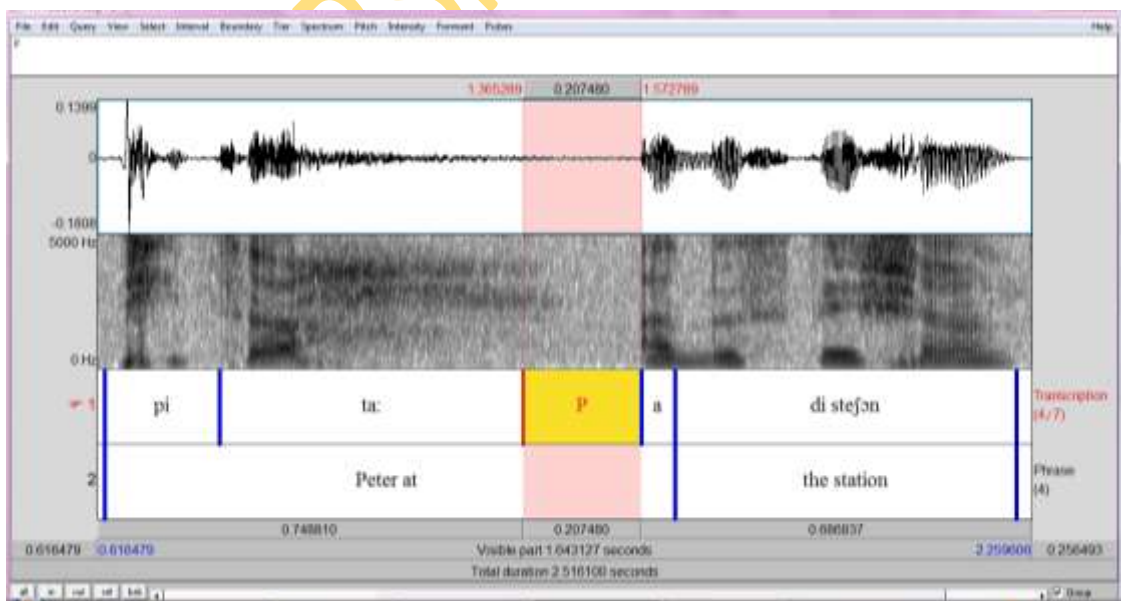 File Edit Query View Select Interval Boundary Tier Spectrum Pitch Intensity Formant Pulses Help
1.365289 0.207480 1.572769
0.1399
0
-0.1808
5000 Hz
0 Hz
1 pi ta: P a di steʃɔn Transcription (4/7)
2 Peter at the station Phrase (4)
0.748810 0.207480 0.686837
0.616479 0.616479 Visible part 1.643127 seconds 2.259606 0.256493
Total duration 2.516100 seconds
all in out sel bak Group